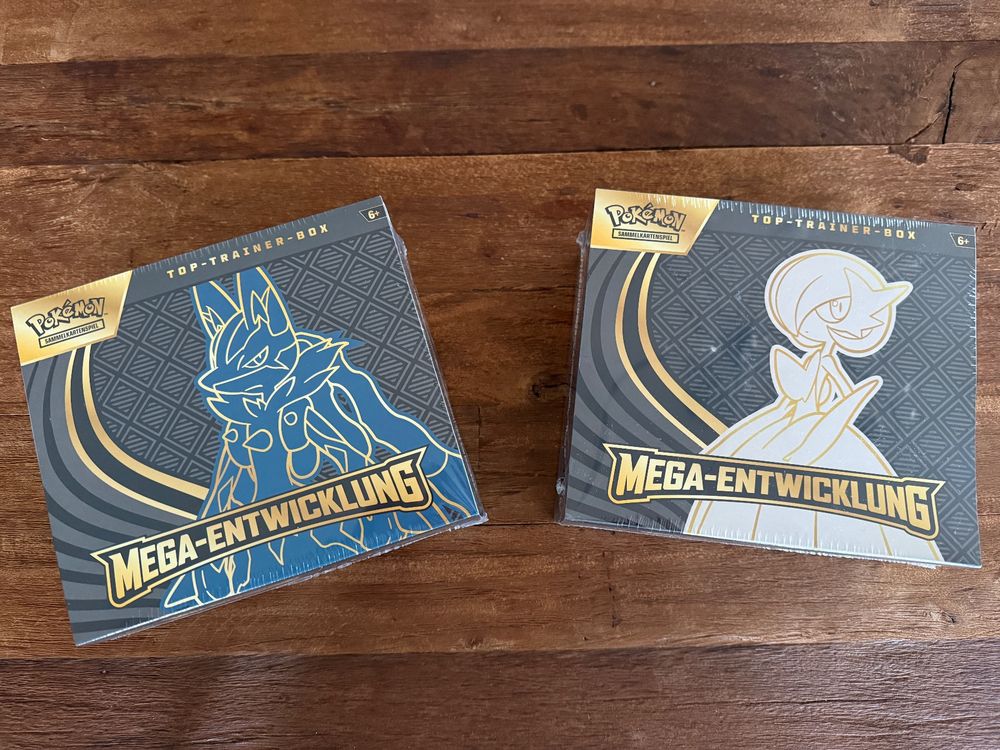 TOP-TRAINER-BOX
6+
POKÉMON
SAMMELKARTENSPIEL
MEGA-ENTWICKLUNG
POKÉMON
SAMMELKARTENSPIEL
TOP-TRAINER-BOX
6+
MEGA-ENTWICKLUNG